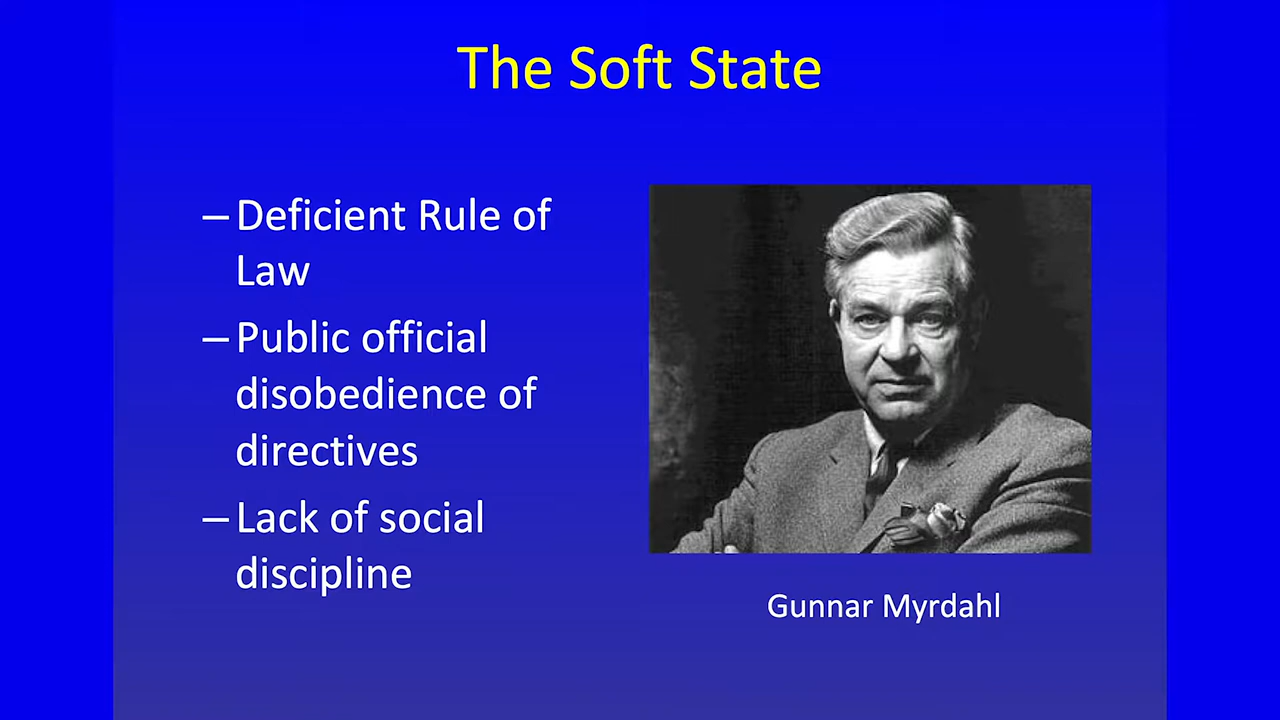 The Soft State
–Deficient Rule of
Law
–Public official
disobedience of
directives
–Lack of social
discipline
Gunnar Myrdahl